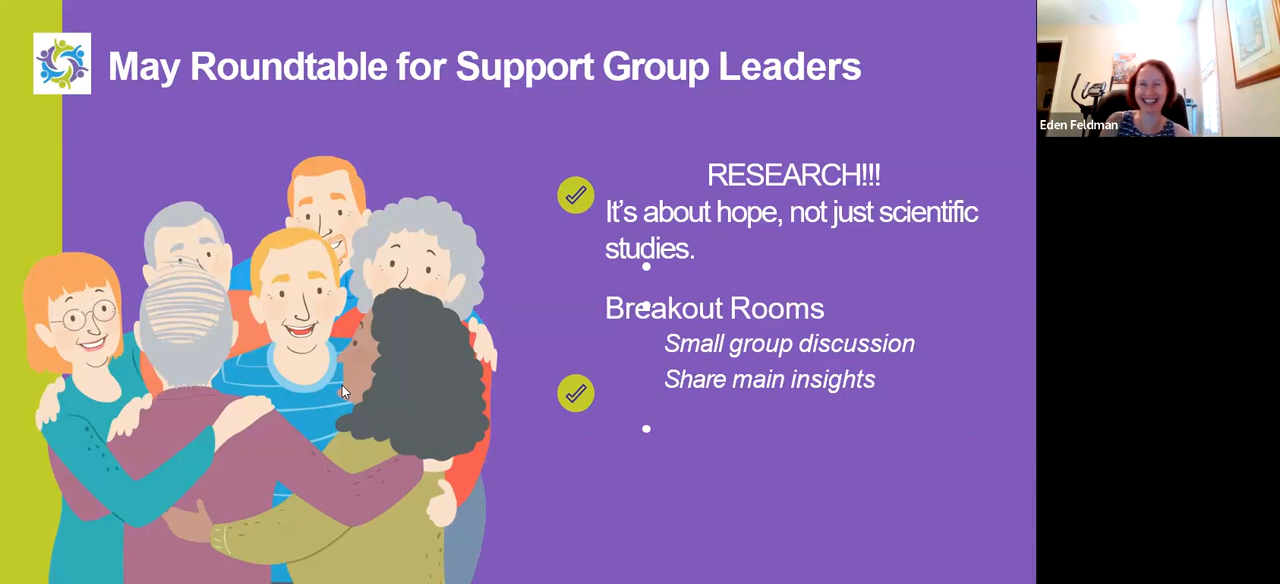 May Roundtable for Support Group Leaders
Eden Feldman
RESEARCH!!!
It's about hope, not just scientific
studies.
Breakout Rooms
Small group discussion
Share main insights